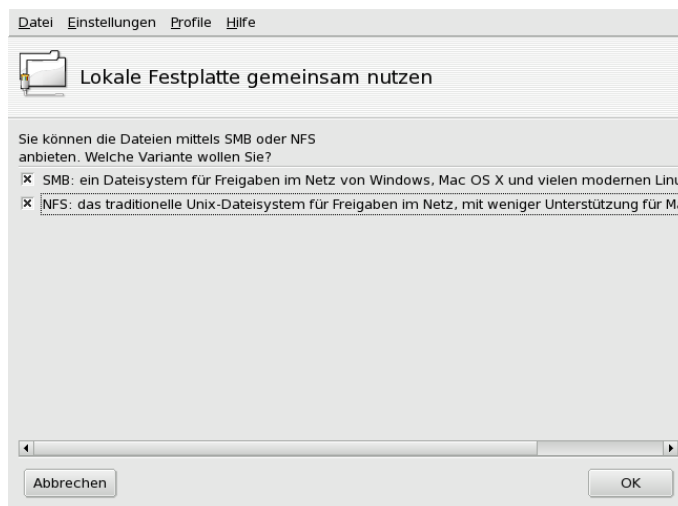 Datei Einstellungen Profile Hilfe
Lokale Festplatte gemeinsam nutzen
Sie können die Dateien mittels SMB oder NFS
anbieten. Welche Variante wollen Sie?
SMB: ein Dateisystem für Freigaben im Netz von Windows, Mac OS X und vielen modernen
NFS: das traditionelle Unix-Dateisystem für Freigaben im Netz, mit weniger Unterstützung für
Abbrechen OK